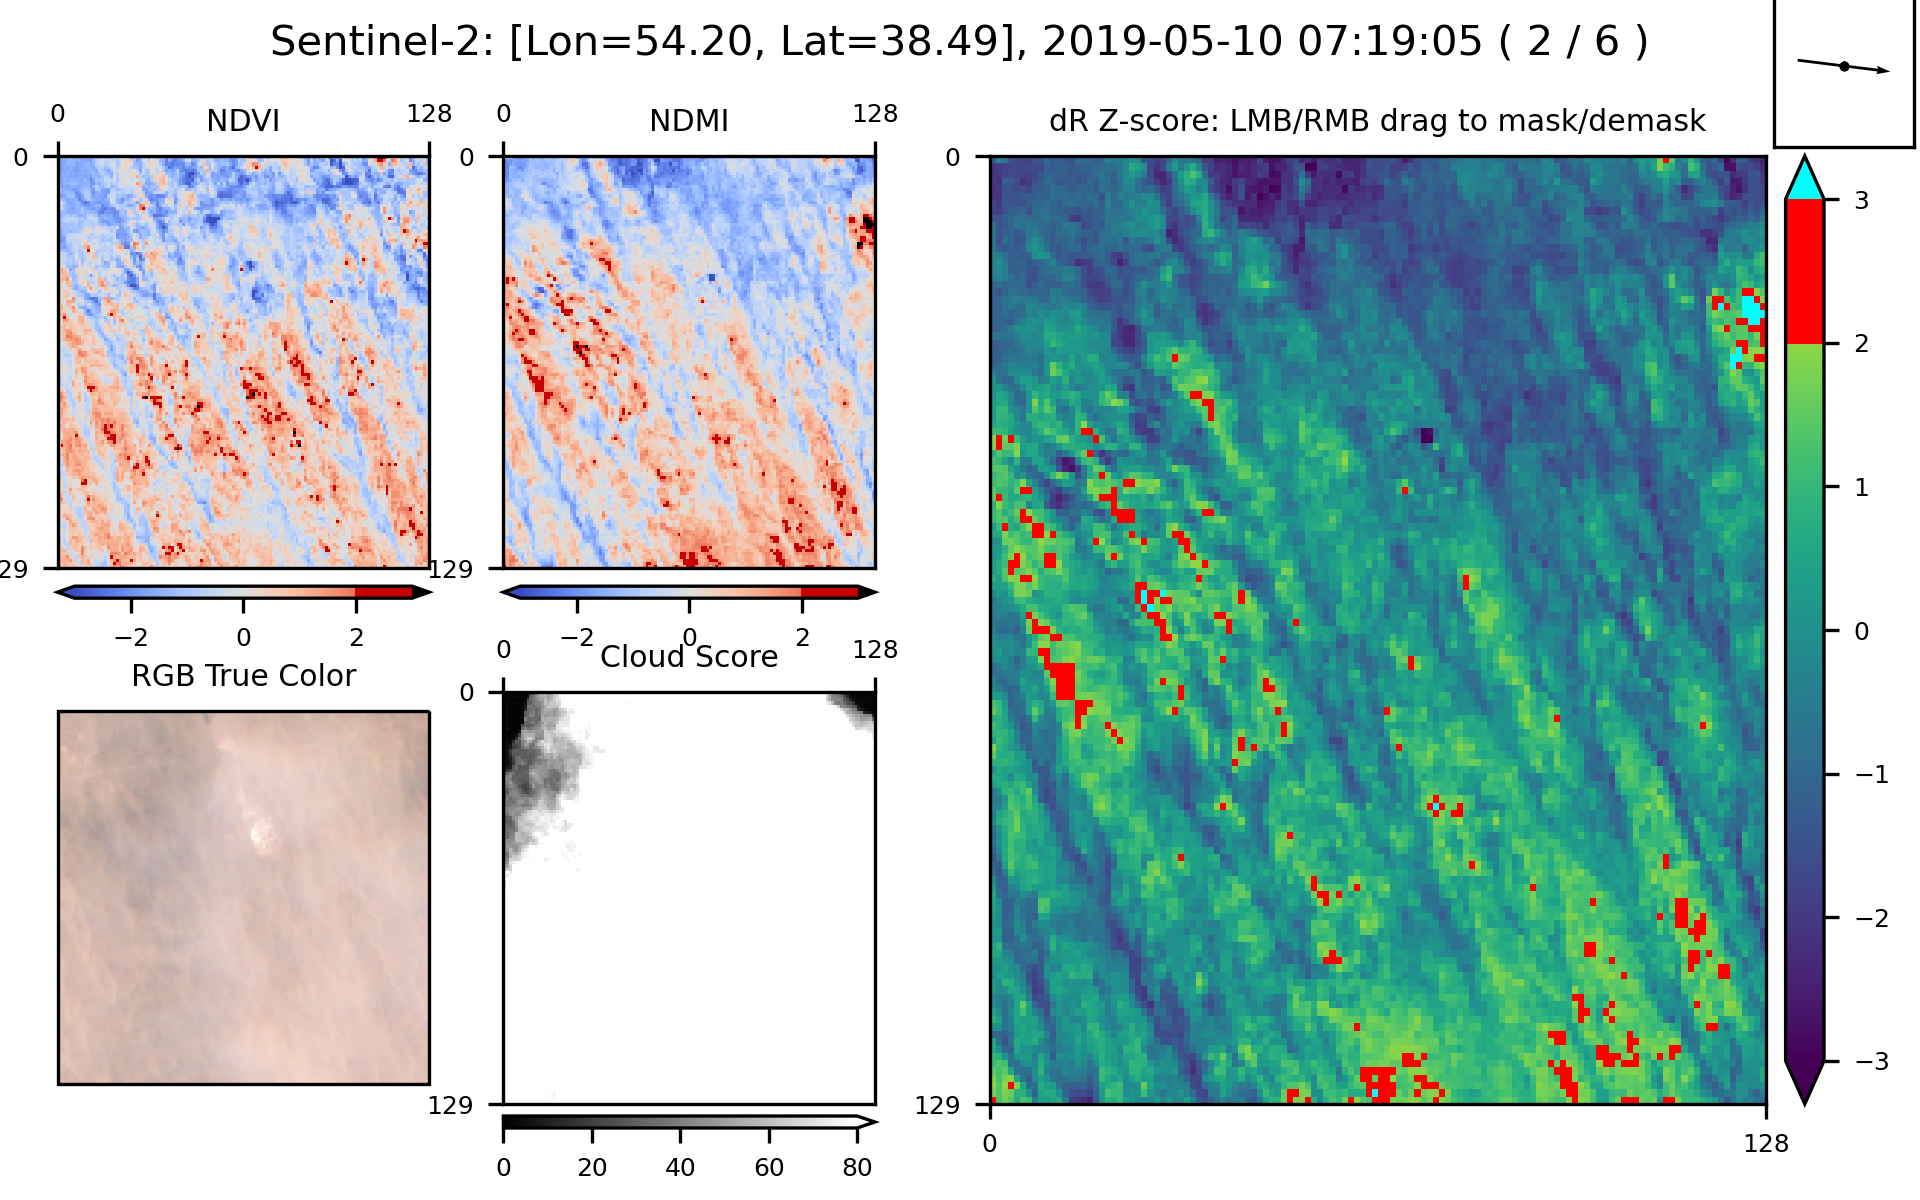 Sentinel-2: [Lon=54.20, Lat=38.49], 2019-05-10 07:19:05 ( 2 / 6 )
0 NDVI 128
0 NDMI 128
dR Z-score: LMB/RMB drag to mask/demask
0
0
0
3
2
1
0
−1
−2
−3
29
129
−2 0 2
−2 0 2
RGB True Color
0 Cloud Score 128
0
129
0 20 40 60 80
129
0 128